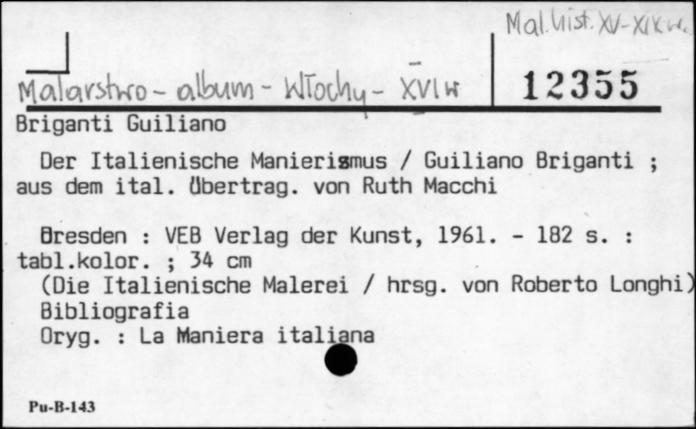 Mal. hist. XV-XIX w.
Malarstwo - album - Włochy - XVI w
12355
Briganti Guiliano
Der Italienische Manierismus / Guiliano Briganti ;
aus dem ital. Übertrag. von Ruth Macchi
Dresden : VEB Verlag der Kunst, 1961. - 182 s. :
tabl.kolor. ; 34 cm
(Die Italienische Malerei / hrsg. von Roberto Longhi)
Bibliografia
Oryg. : La Maniera italiana
Pu-B-143